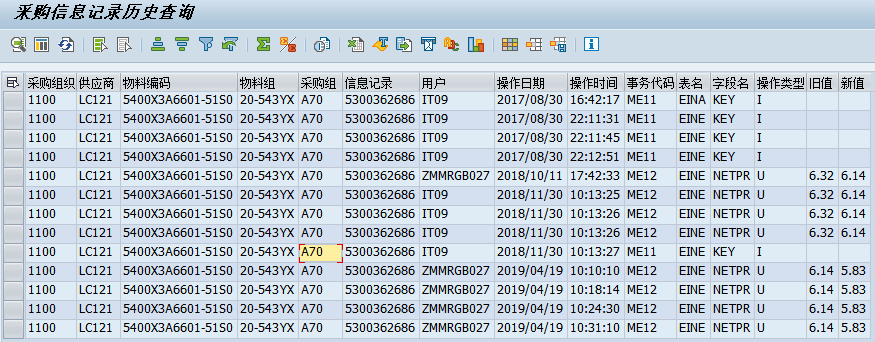 采购信息记录历史查询
采购组织 供应商 物料编码 物料组 采购组 信息记录 用户 操作日期 操作时间 事务代码 表名 字段名 操作类型 旧值 新值
1100 LC121 5400X3A6601-51S0 20-543YX A70 5300362686 IT09 2017/08/30 16:42:17 ME11 EINA KEY I
1100 LC121 5400X3A6601-51S0 20-543YX A70 5300362686 IT09 2017/08/30 22:11:31 ME11 EINE KEY I
1100 LC121 5400X3A6601-51S0 20-543YX A70 5300362686 IT09 2017/08/30 22:11:45 ME11 EINE KEY I
1100 LC121 5400X3A6601-51S0 20-543YX A70 5300362686 IT09 2017/08/30 22:12:51 ME11 EINE KEY I
1100 LC121 5400X3A6601-51S0 20-543YX A70 5300362686 ZMMRGB027 2018/10/11 17:42:33 ME12 EINE NETPR U 6.32 6.14
1100 LC121 5400X3A6601-51S0 20-543YX A70 5300362686 IT09 2018/11/30 10:13:25 ME12 EINE NETPR U 6.32 6.14
1100 LC121 5400X3A6601-51S0 20-543YX A70 5300362686 IT09 2018/11/30 10:13:26 ME12 EINE NETPR U 6.32 6.14
1100 LC121 5400X3A6601-51S0 20-543YX A70 5300362686 IT09 2018/11/30 10:13:26 ME12 EINE NETPR U 6.32 6.14
1100 LC121 5400X3A6601-51S0 20-543YX A70 5300362686 IT09 2018/11/30 10:13:27 ME11 EINE KEY I
1100 LC121 5400X3A6601-51S0 20-543YX A70 5300362686 ZMMRGB027 2019/04/19 10:10:10 ME12 EINE NETPR U 6.14 5.83
1100 LC121 5400X3A6601-51S0 20-543YX A70 5300362686 ZMMRGB027 2019/04/19 10:18:14 ME12 EINE NETPR U 6.14 5.83
1100 LC121 5400X3A6601-51S0 20-543YX A70 5300362686 ZMMRGB027 2019/04/19 10:24:30 ME12 EINE NETPR U 6.14 5.83
1100 LC121 5400X3A6601-51S0 20-543YX A70 5300362686 ZMMRGB027 2019/04/19 10:31:10 ME12 EINE NETPR U 6.14 5.83